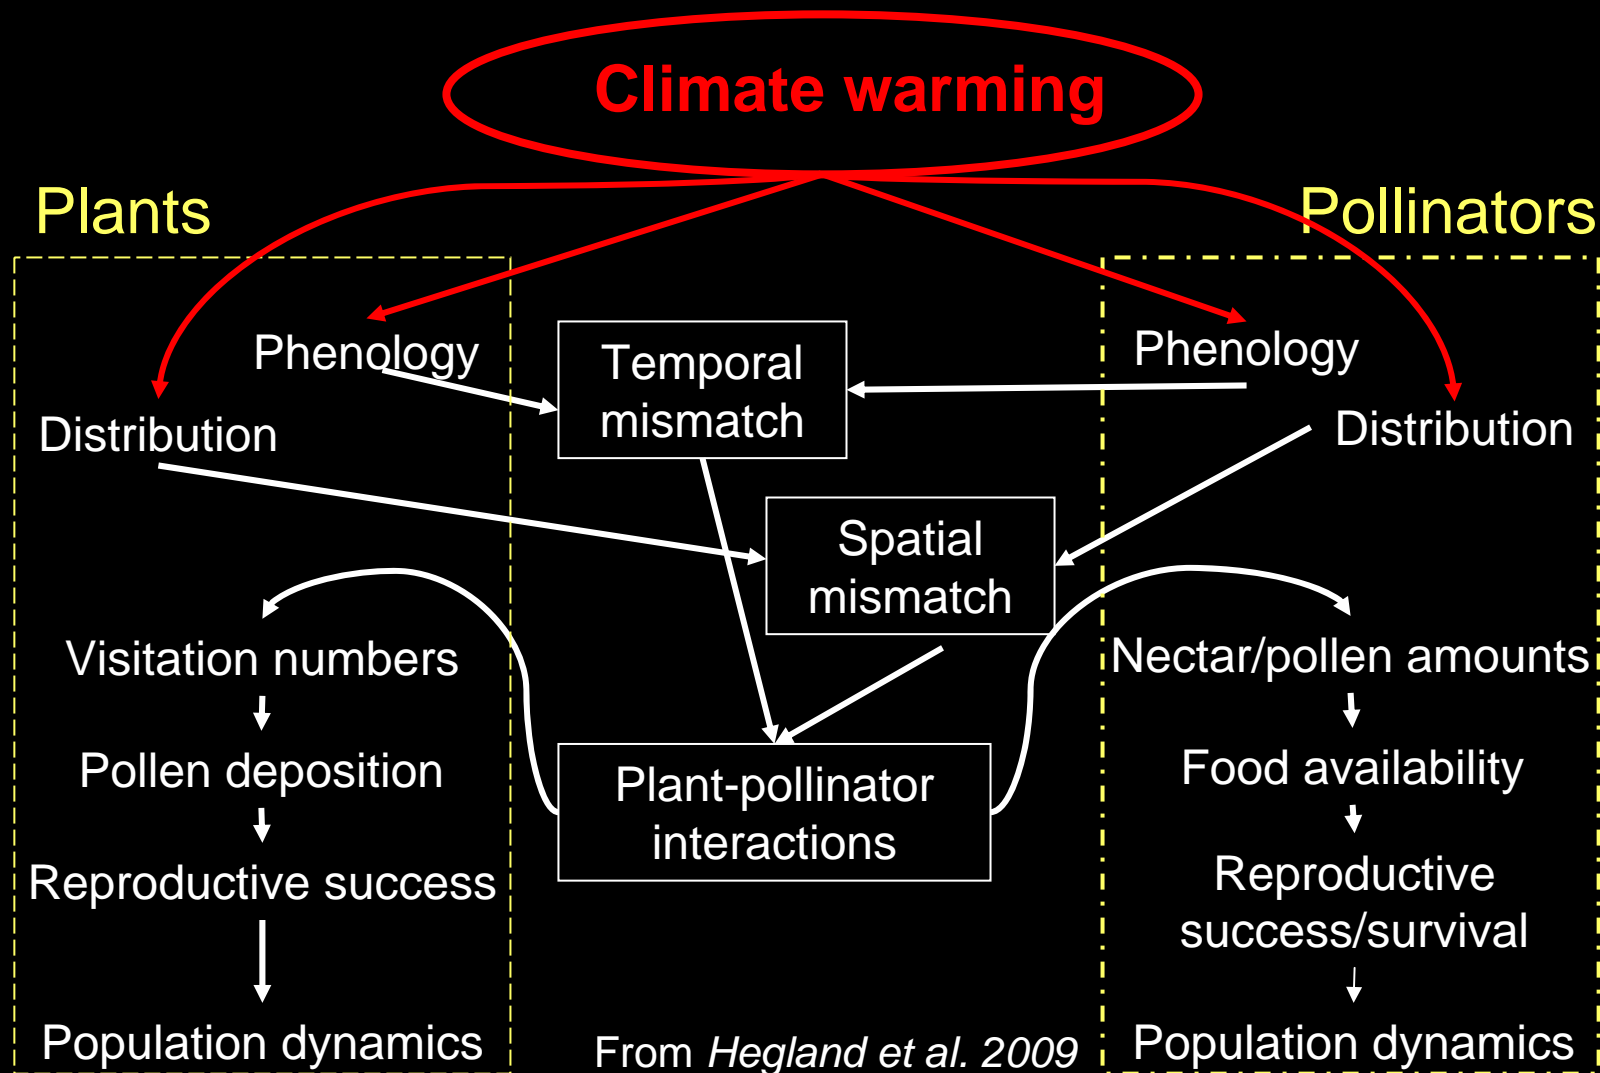 Climate warming
Plants
Pollinators
Phenology
Temporal
mismatch
Phenology
Distribution
Distribution
Spatial
mismatch
Visitation numbers
Nectar/pollen amounts
Pollen deposition
Plant-pollinator
interactions
Food availability
Reproductive success
Reproductive
success/survival
Population dynamics
From Hegland et al. 2009
Population dynamics